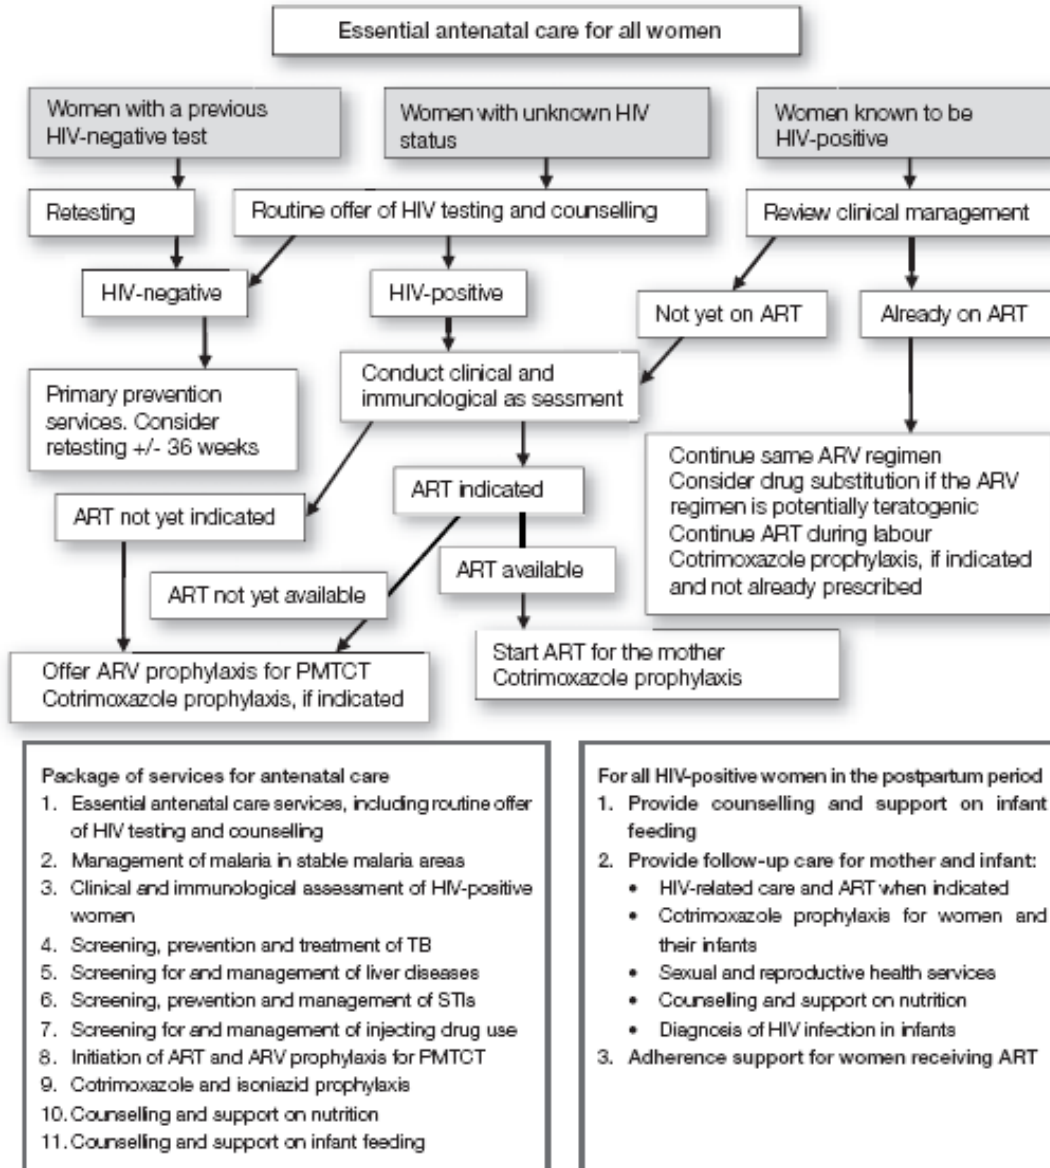 Essential antenatal care for all women
Women with a previous
HIV-negative test
Women with unknown HIV
status
Women known to be
HIV-positive
Retesting
Routine offer of HIV testing and counselling
Review clinical management
HIV-negative
HIV-positive
Not yet on ART
Already on ART
Primary prevention
services. Consider
retesting +/- 36 weeks
Conduct clinical and
immunological as sessment
Continue same ARV regimen
Consider drug substitution if the ARV
regimen is potentially teratogenic
Continue ART during labour
Cotrimoxazole prophylaxis, if indicated
and not already prescribed
ART not yet indicated
ART indicated
ART not yet available
ART available
Offer ARV prophylaxis for PMTCT
Cotrimoxazole prophylaxis, if indicated
Start ART for the mother
Cotrimoxazole prophylaxis
Package of services for antenatal care
1. Essential antenatal care services, including routine offer
of HIV testing and counselling
2. Management of malaria in stable malaria areas
3. Clinical and immunological assessment of HIV-positive
women
4. Screening, prevention and treatment of TB
5. Screening for and management of liver diseases
6. Screening, prevention and management of STIs
7. Screening for and management of injecting drug use
8. Initiation of ART and ARV prophylaxis for PMTCT
9. Cotrimoxazole and isoniazid prophylaxis
10. Counselling and support on nutrition
11. Counselling and support on infant feeding
For all HIV-positive women in the postpartum period
1. Provide counselling and support on infant
feeding
2. Provide follow-up care for mother and infant:
• HIV-related care and ART when indicated
• Cotrimoxazole prophylaxis for women and
their infants
• Sexual and reproductive health services
• Counselling and support on nutrition
• Diagnosis of HIV infection in infants
3. Adherence support for women receiving ART